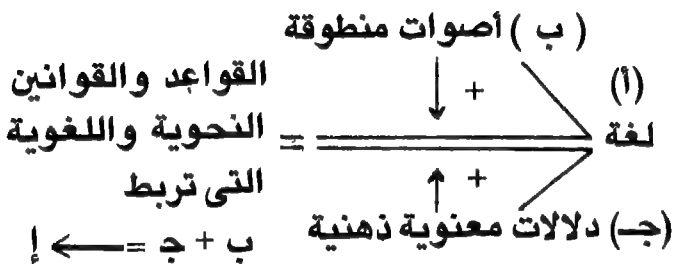 ( ب ) أصوات منطوقة
(أ)
لغة
+
=
+
(جـ) دلالات معنوية ذهنية
القواعد والقوانين
النحوية واللغوية
التى تربط
ب + ج = ← إ